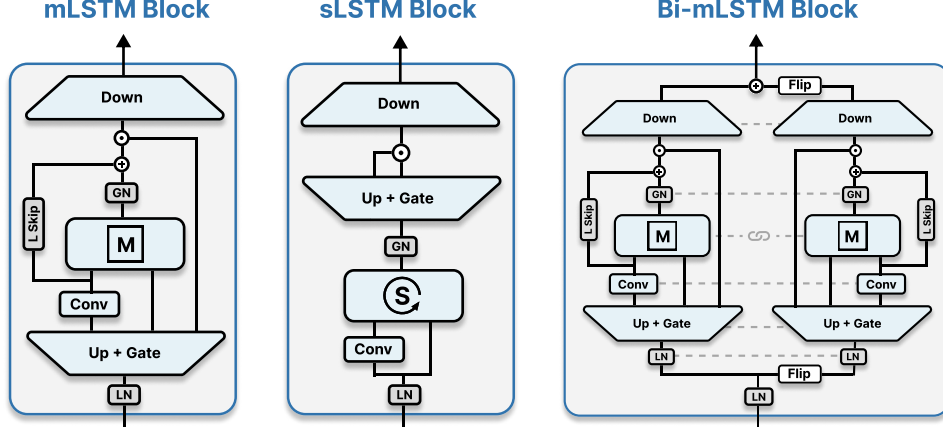 mLSTM Block
Down
GN
L Skip
M
Conv
Up + Gate
LN
sLSTM Block
Down
Up + Gate
GN
S
Conv
LN
Bi-mLSTM Block
Flip
Down
Down
GN
GN
L Skip
L Skip
M
M
Conv
Conv
Up + Gate
Up + Gate
LN
LN
Flip
LN